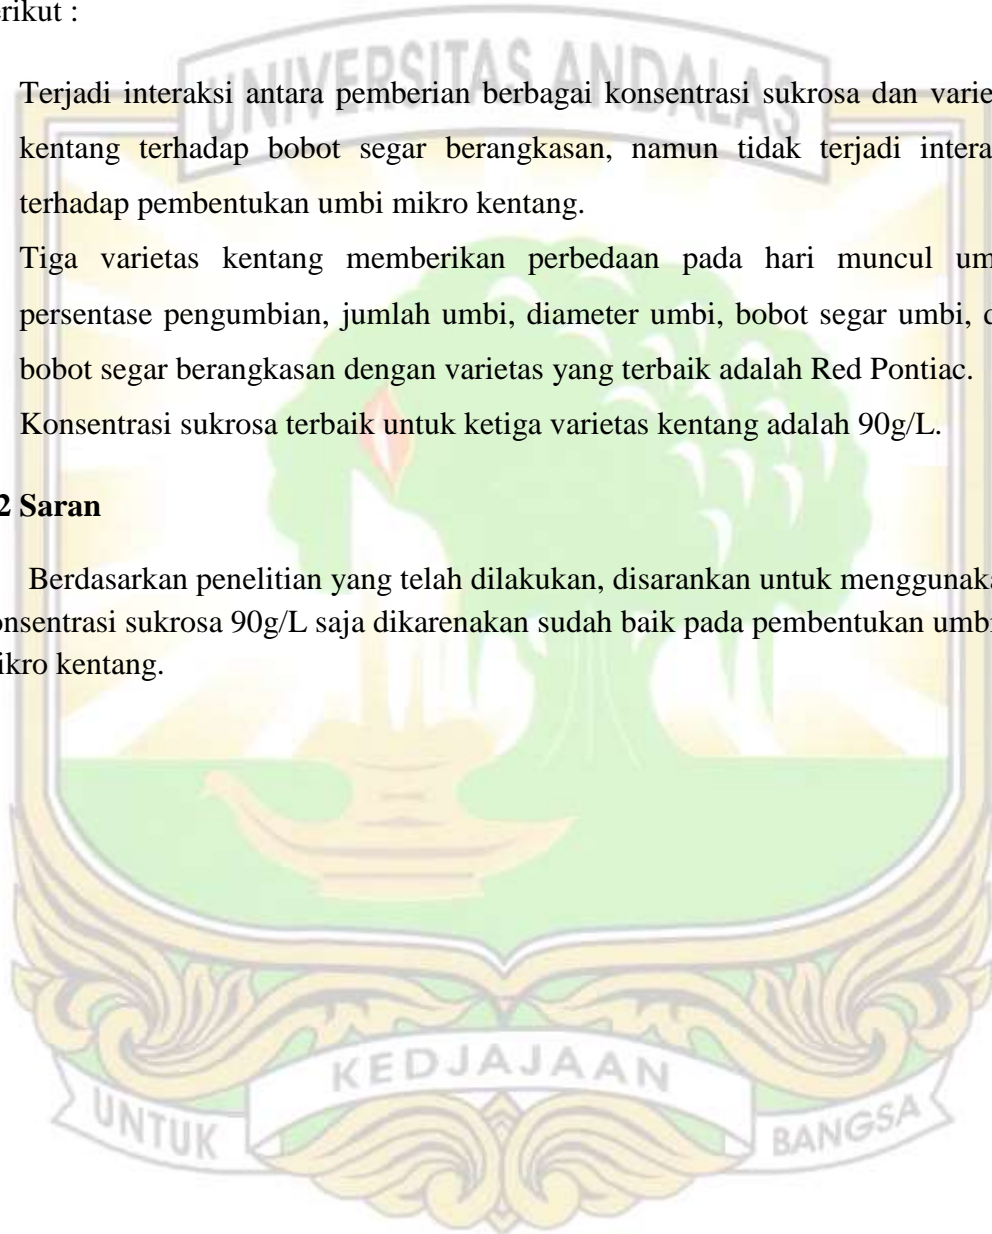 erikut :
UNIVERSITAS ANDALAS
Terjadi interaksi antara pemberian berbagai konsentrasi sukrosa dan varie
kentang terhadap bobot segar berangkasan, namun tidak terjadi intera
terhadap pembentukan umbi mikro kentang.
Tiga varietas kentang memberikan perbedaan pada hari muncul um
persentase pengumbian, jumlah umbi, diameter umbi, bobot segar umbi, d
bobot segar berangkasan dengan varietas yang terbaik adalah Red Pontiac.
Konsentrasi sukrosa terbaik untuk ketiga varietas kentang adalah 90g/L.
2 Saran
Berdasarkan penelitian yang telah dilakukan, disarankan untuk menggunaka
onsentrasi sukrosa 90g/L saja dikarenakan sudah baik pada pembentukan umbi
ikro kentang.
UNTUK KEDJAJAAN BANGSA